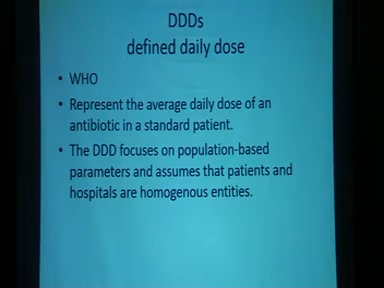 DDDs
defined daily dose
• WHO
• Represent the average daily dose of an
antibiotic in a standard patient.
• The DDD focuses on population-based
parameters and assumes that patients and
hospitals are homogenous entities.